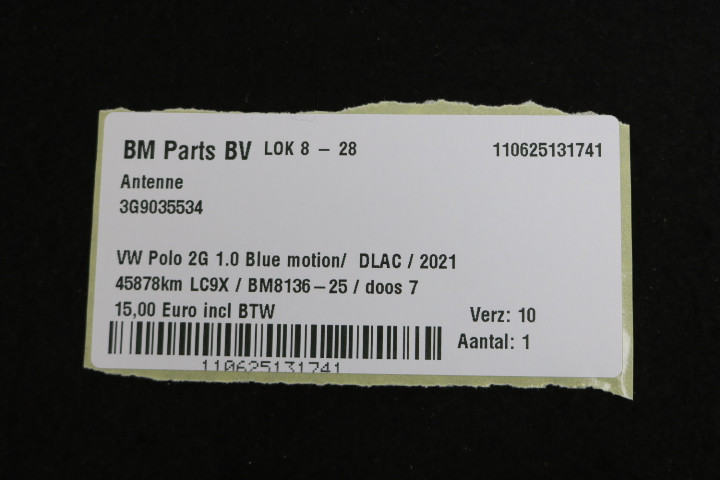 BM Parts BV LOK 8 - 28 110625131741
Antenne
3G9035534
VW Polo 2G 1.0 Blue motion/ DLAC / 2021
45878km LC9X / BM8136-25 / doos 7
15,00 Euro incl BTW Verz: 10
Aantal: 1
110625131741